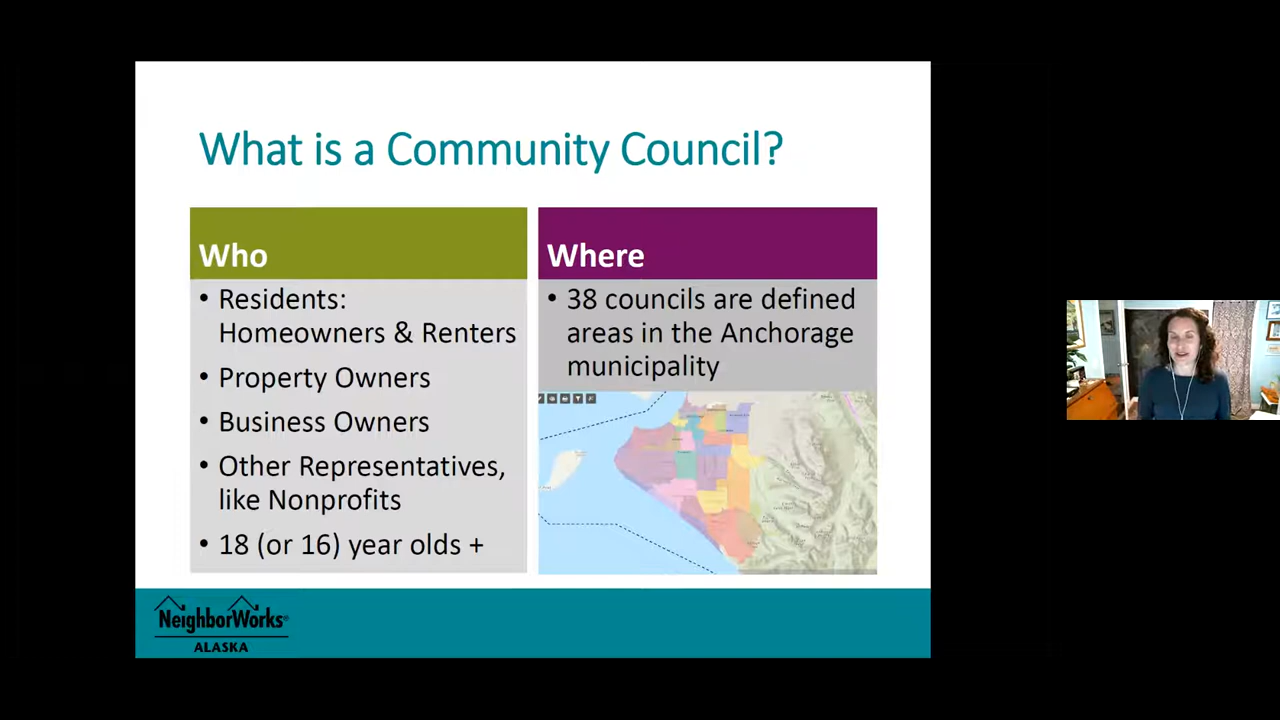 What is a Community Council?
Who
• Residents:
Homeowners & Renters
• Property Owners
• Business Owners
• Other Representatives,
like Nonprofits
• 18 (or 16) year olds +
Where
• 38 councils are defined
areas in the Anchorage
municipality
NeighborWorks®
ALASKA